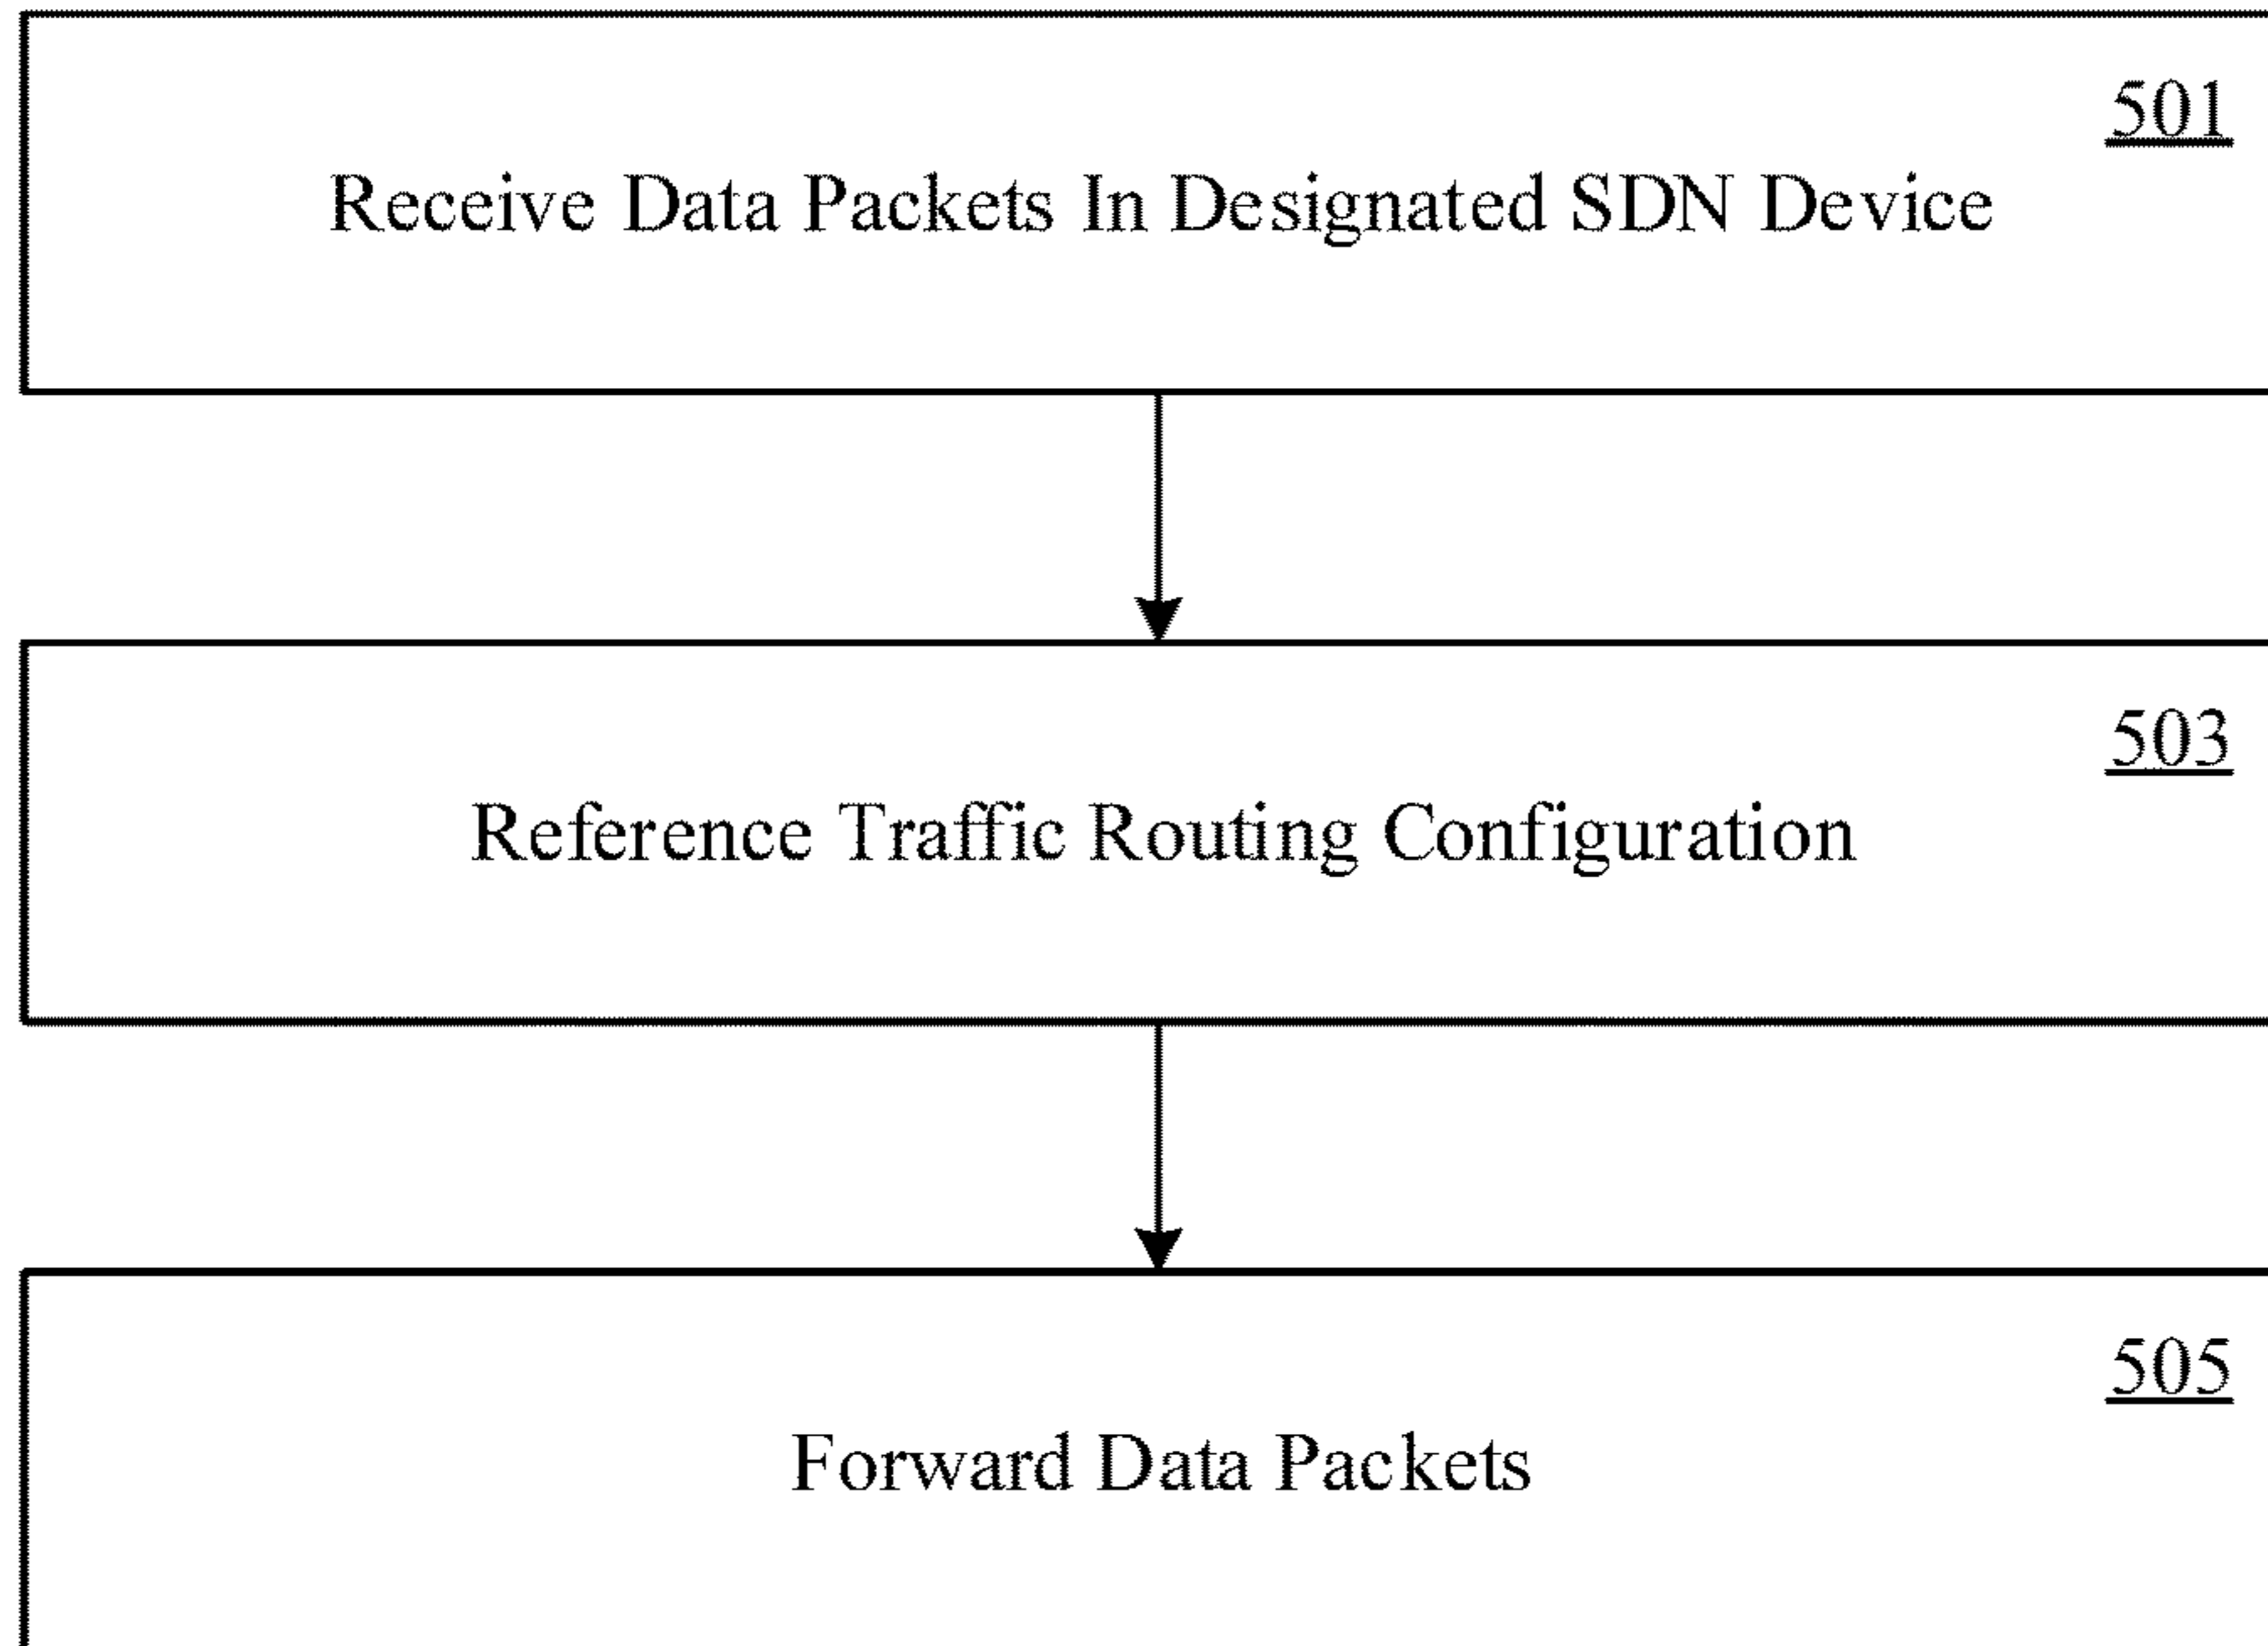 501
Receive Data Packets In Designated SDN Device
503
Reference Traffic Routing Configuration
505
Forward Data Packets